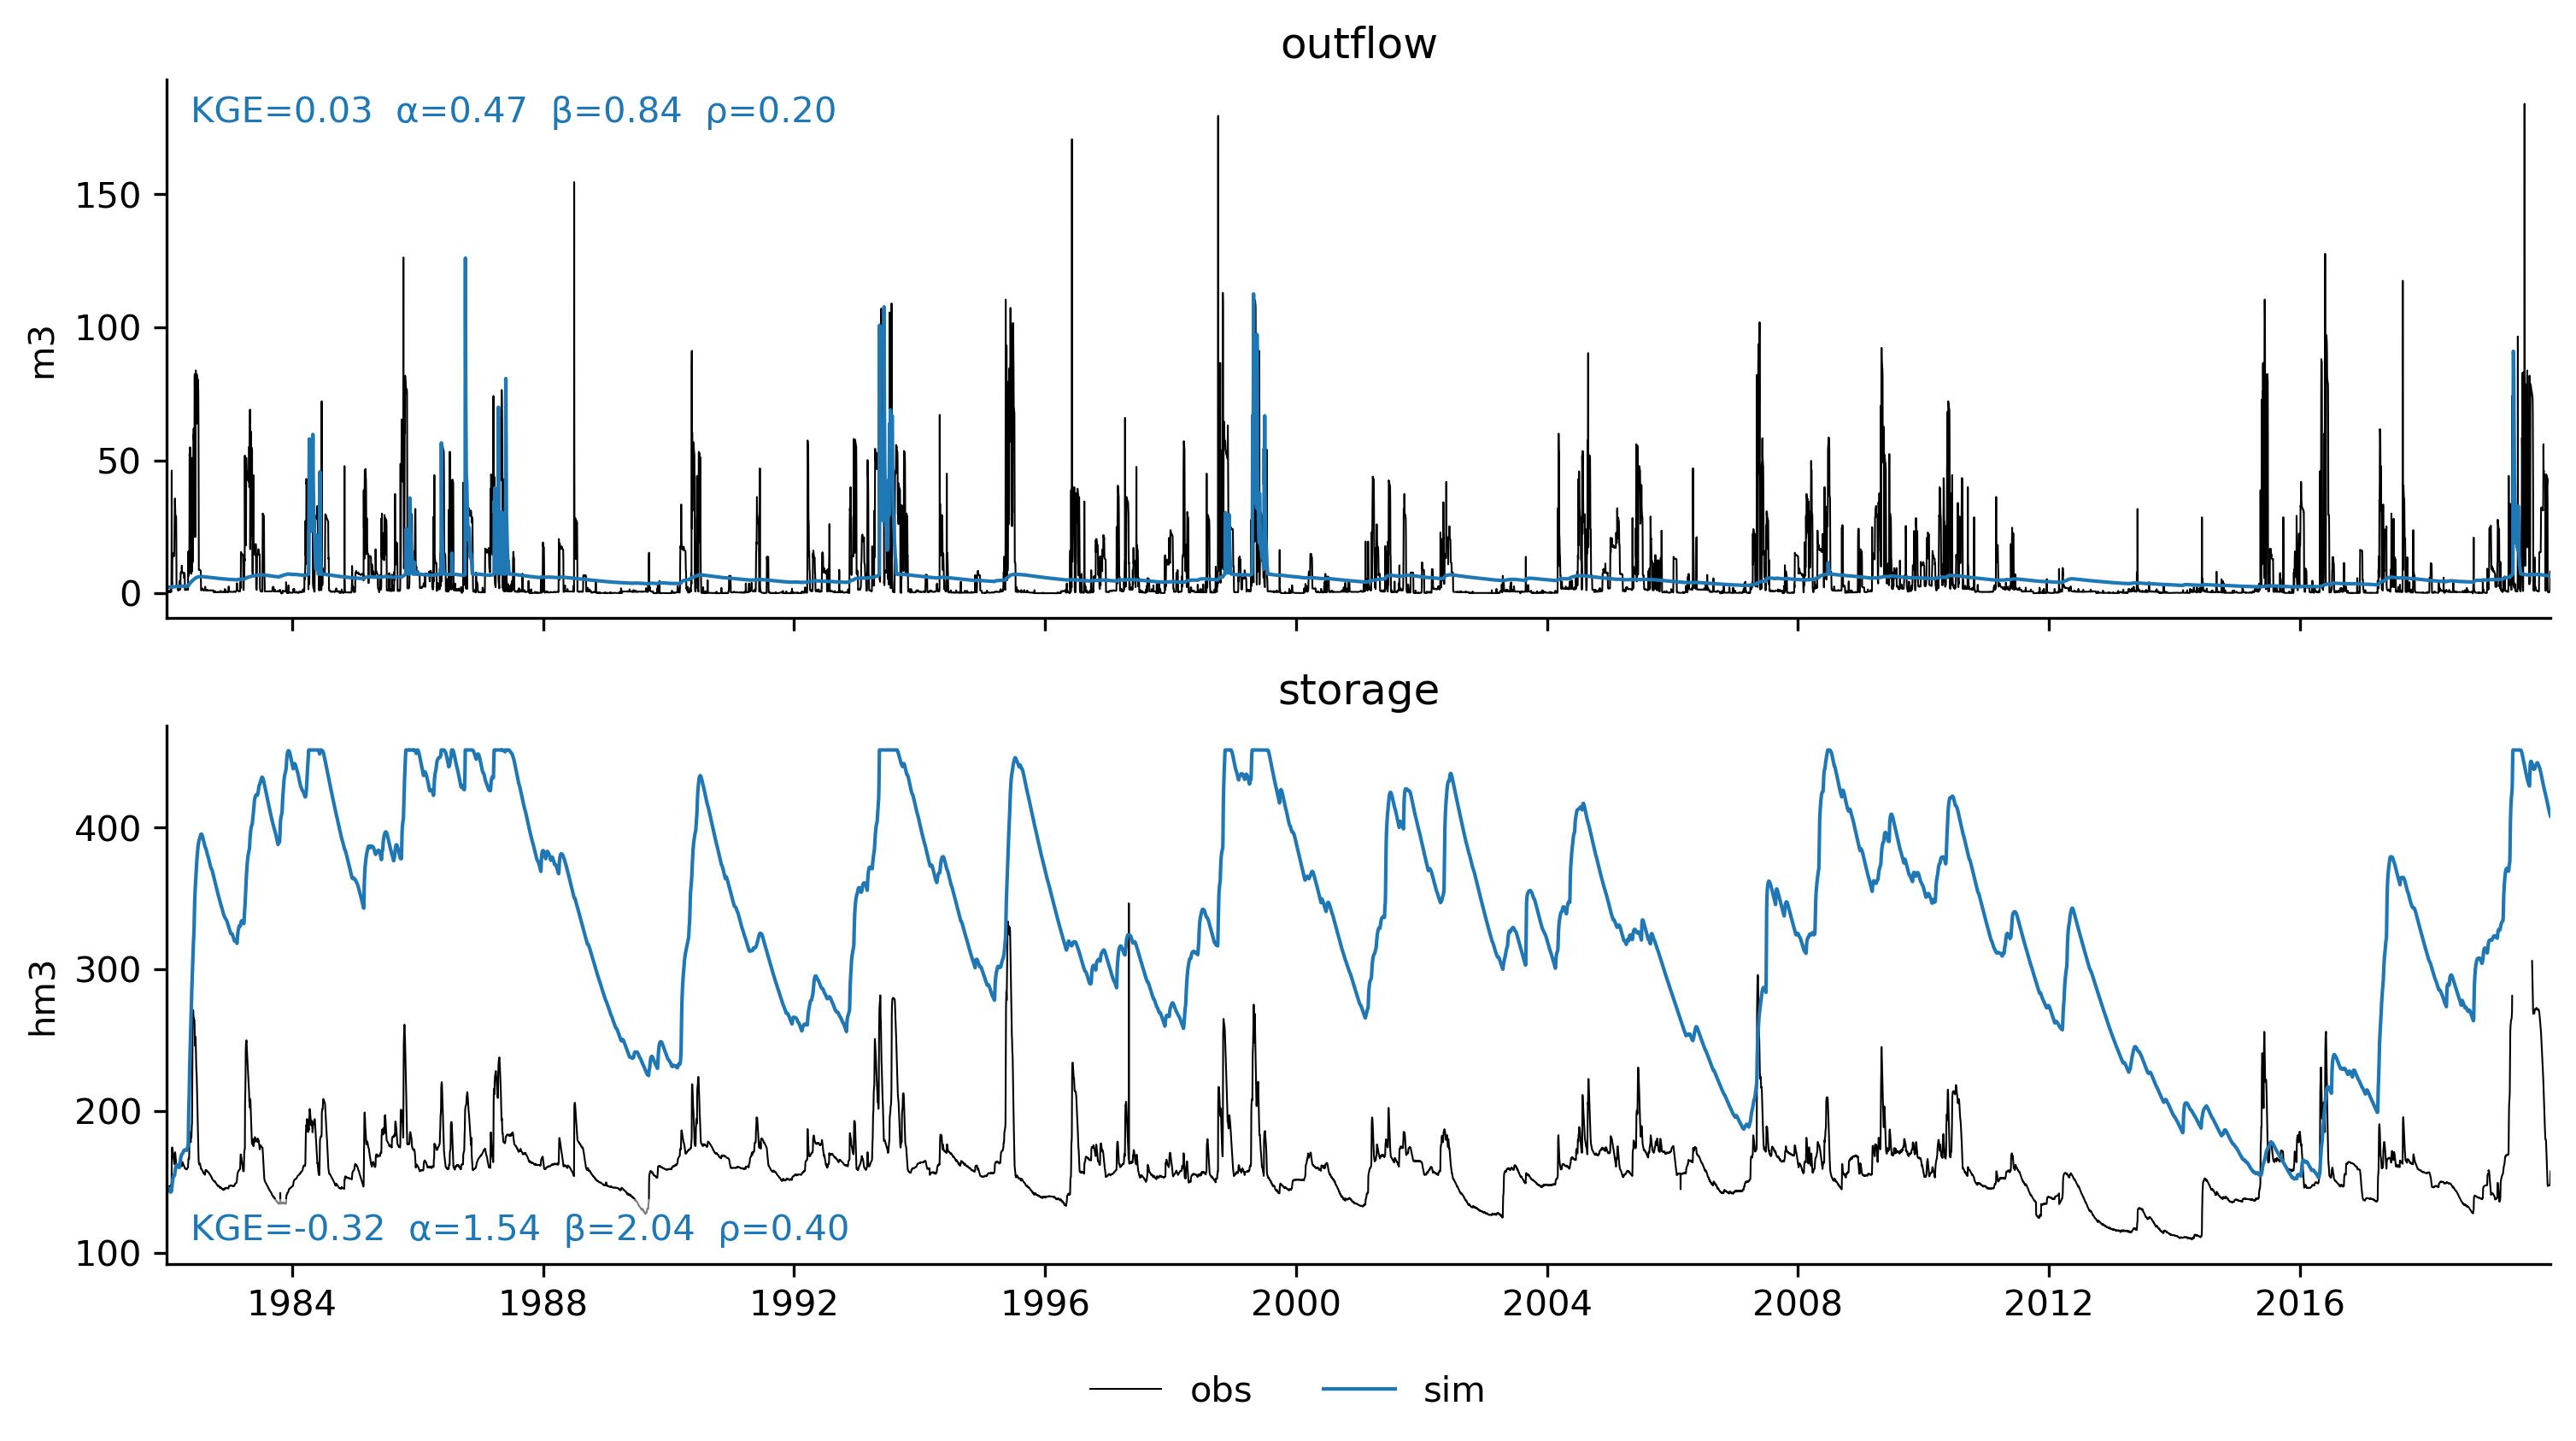 outflow
KGE=0.03 α=0.47 β=0.84 ρ=0.20
m3
150
100
50
0
storage
hm3
400
300
200
100
KGE=-0.32 α=1.54 β=2.04 ρ=0.40
1984 1988 1992 1996 2000 2004 2008 2012 2016
obs sim